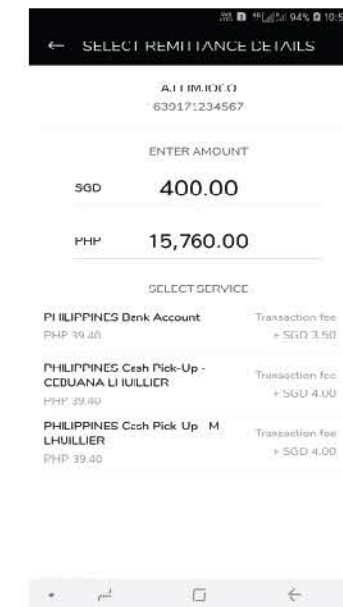 94% 10:5
← SELECT REMITTANCE DETAILS
639171234567
ENTER AMOUNT
SGD 400.00
PHP 15,760.00
SELECT SERVICE
PHILIPPINES Bank Account Transaction fee
PHP 39.40 + SGD 3.50
PHILIPPINES Cash Pick-Up - Transaction fee
CEBUANA LHUILLIER + SGD 4.00
PHP 39.40
PHILIPPINES Cash Pick Up M Transaction fee
LHUILLIER + SGD 4.00
PHP 39.40